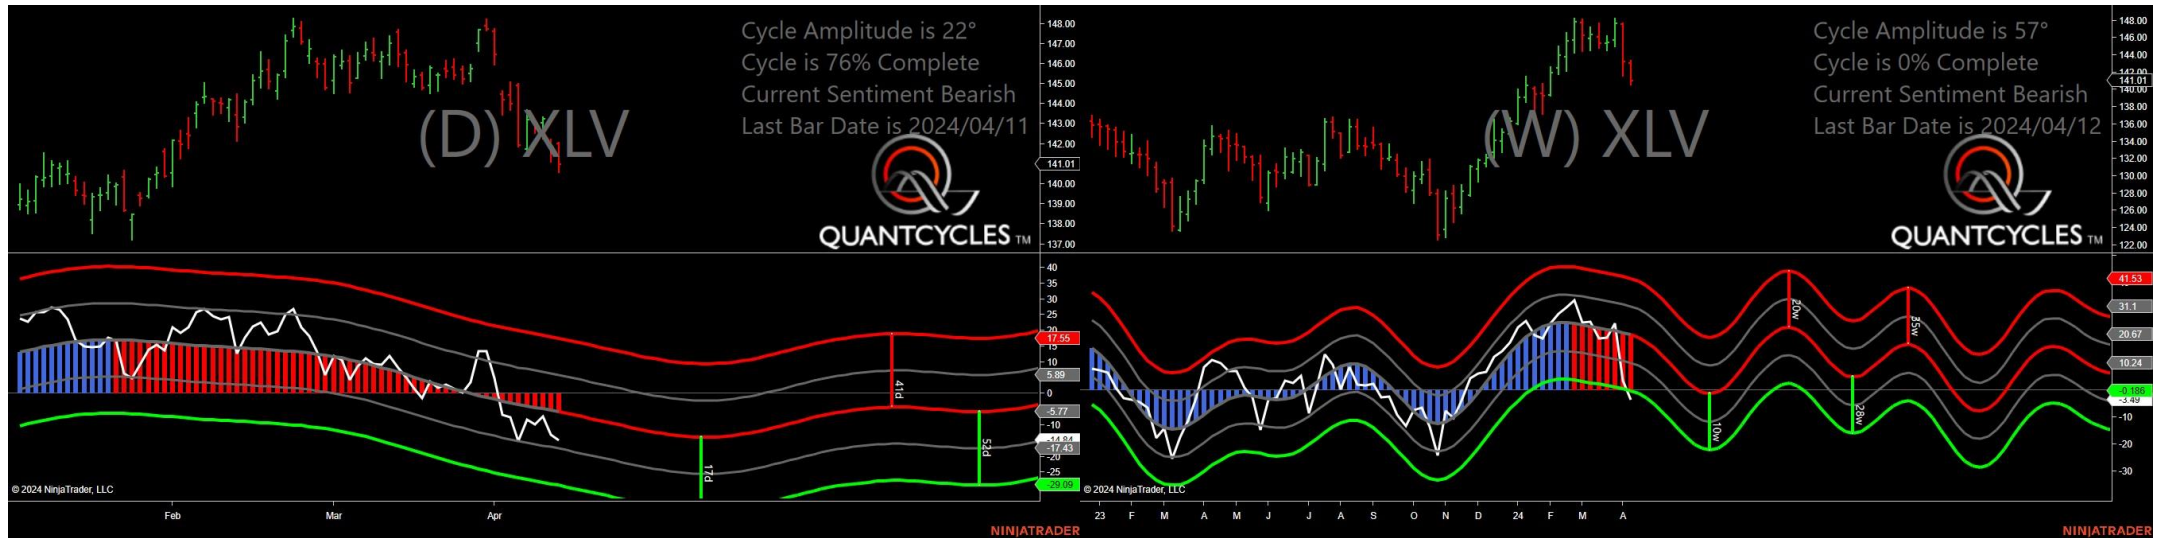 Cycle Amplitude is 22°
Cycle is 76% Complete
Current Sentiment Bearish
Last Bar Date is 2024/04/11
(D) XLV
QUANTCYCLES TM
148.00
147.00
146.00
145.00
144.00
143.00
142.00
141.01
140.00
139.00
138.00
137.00
40
35
30
25
20
17.55
15
10
5.89
0
-5.77
-10
-14.84
-17.43
-20
-25
-29.09
41d
17d
52d
© 2024 NinjaTrader, LLC
Feb Mar Apr
NINJATRADER
Cycle Amplitude is 57°
Cycle is 0% Complete
Current Sentiment Bearish
Last Bar Date is 2024/04/12
(W) XLV
QUANTCYCLES TM
148.00
146.00
144.00
142.00
141.01
140.00
138.00
136.00
134.00
132.00
130.00
128.00
126.00
124.00
122.00
41.53
31.1
20.67
10.24
-0.186
-3.49
-10
-20
-30
20w
35w
10w
28w
© 2024 NinjaTrader, LLC
23 F M A M J J A S O N D 24 F M A
NINJATRADER